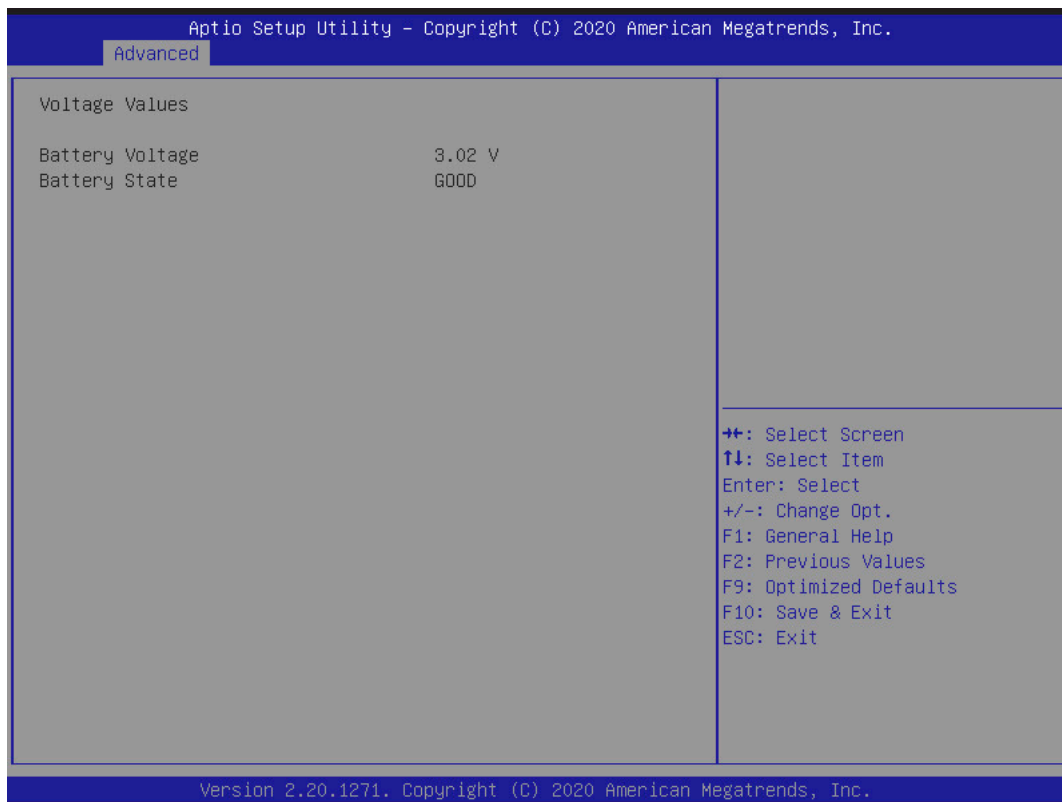 Aptio Setup Utility – Copyright (C) 2020 American Megatrends, Inc.
Advanced
Voltage Values
Battery Voltage 3.02 V
Battery State GOOD
→←: Select Screen
↑↓: Select Item
Enter: Select
+/-: Change Opt.
F1: General Help
F2: Previous Values
F9: Optimized Defaults
F10: Save & Exit
ESC: Exit
Version 2.20.1271. Copyright (C) 2020 American Megatrends, Inc.